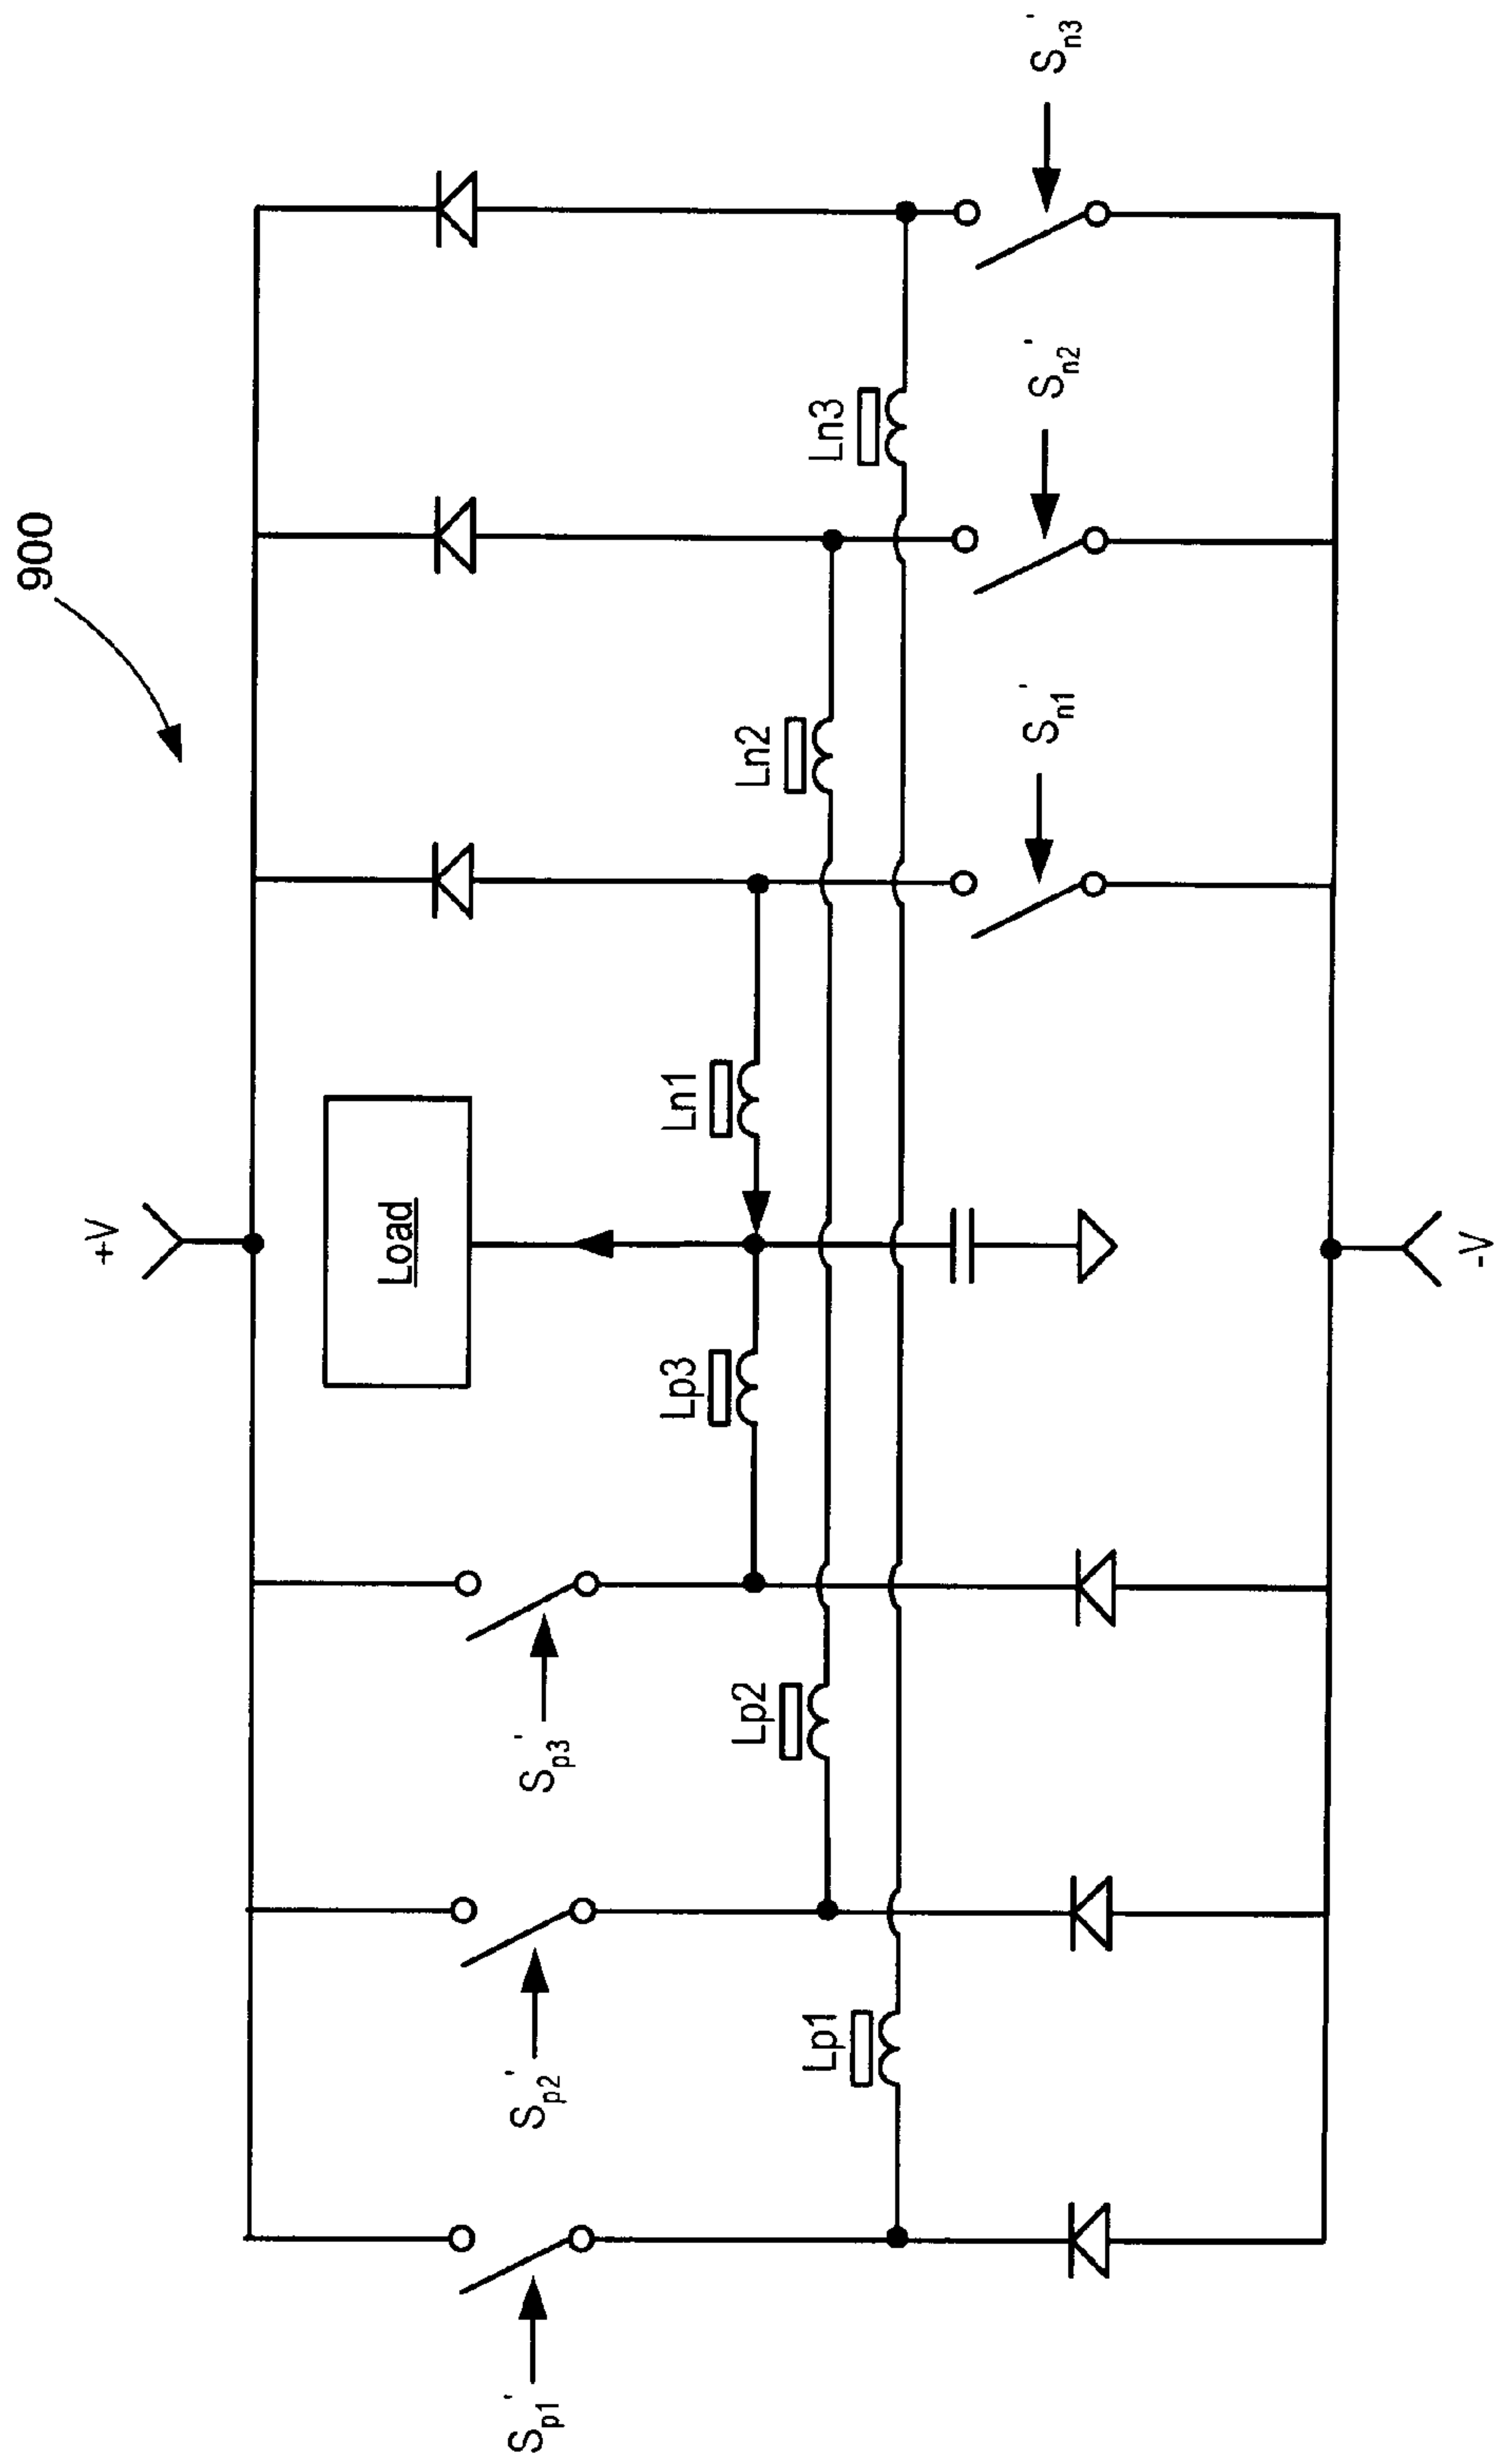 900
+V
Load
Lp3
Ln1
Lp2
Ln2
Lp1
Ln3
Sp1'
Sp2'
Sp3'
Sn1'
Sn2'
Sn3'
-V